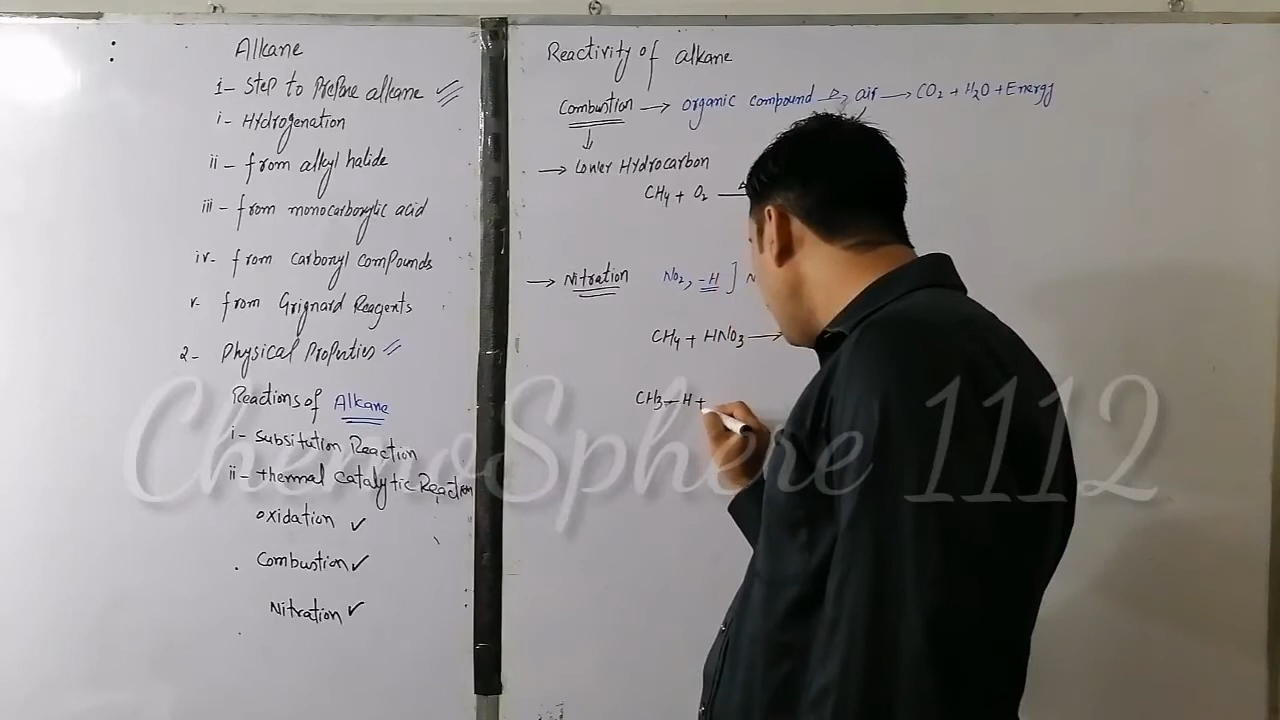 Alkane
1- Step to Prepare alkane
i- Hydrogenation
ii- from alkyl halide
iii- from monocarboxylic acid
iv- from carbonyl compounds
v- from Grignard Reagents
2- Physical Properties
Reactions of Alkane
i- Subsitution Reaction
ii- thermal Catalytic Reaction
oxidation ✓
Combustion ✓
Nitration ✓
Reactivity of alkane
Combustion → organic compound air → CO₂ + H₂O + Energy
↓
→ Lower Hydrocarbon
CH₄ + O₂ →
→ Nitration NO₂, -H ] N
CH₄ + HNO₃ →
CH₃—H +
ChemoSphere 1112